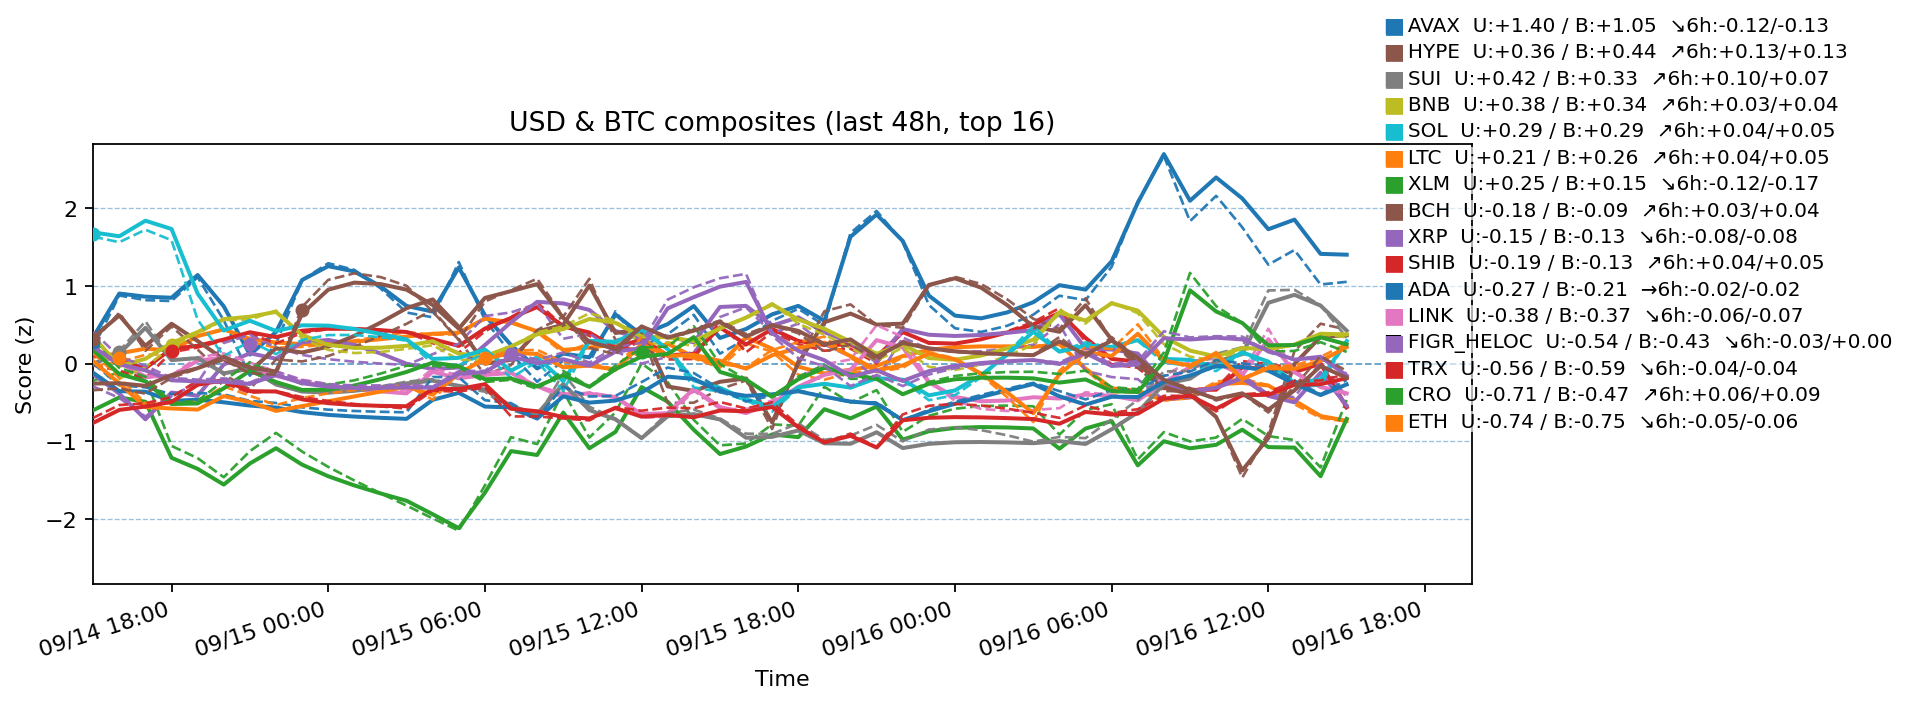 AVAX  U:+1.40 / B:+1.05  ↘6h:-0.12/-0.13
HYPE  U:+0.36 / B:+0.44  ↗6h:+0.13/+0.13
SUI  U:+0.42 / B:+0.33  ↗6h:+0.10/+0.07
BNB  U:+0.38 / B:+0.34  ↗6h:+0.03/+0.04
SOL  U:+0.29 / B:+0.29  ↗6h:+0.04/+0.05
LTC  U:+0.21 / B:+0.26  ↗6h:+0.04/+0.05
XLM  U:+0.25 / B:+0.15  ↘6h:-0.12/-0.17
BCH  U:-0.18 / B:-0.09  ↗6h:+0.03/+0.04
XRP  U:-0.15 / B:-0.13  ↘6h:-0.08/-0.08
SHIB  U:-0.19 / B:-0.13  ↗6h:+0.04/+0.05
ADA  U:-0.27 / B:-0.21  →6h:-0.02/-0.02
LINK  U:-0.38 / B:-0.37  ↘6h:-0.06/-0.07
FIGR_HELOC  U:-0.54 / B:-0.43  ↘6h:-0.03/+0.00
TRX  U:-0.56 / B:-0.59  ↘6h:-0.04/-0.04
CRO  U:-0.71 / B:-0.47  ↗6h:+0.06/+0.09
ETH  U:-0.74 / B:-0.75  ↘6h:-0.05/-0.06
USD & BTC composites (last 48h, top 16)
Score (z)
2
1
0
−1
−2
09/14 18:00
09/15 00:00
09/15 06:00
09/15 12:00
09/15 18:00
09/16 00:00
09/16 06:00
09/16 12:00
09/16 18:00
Time